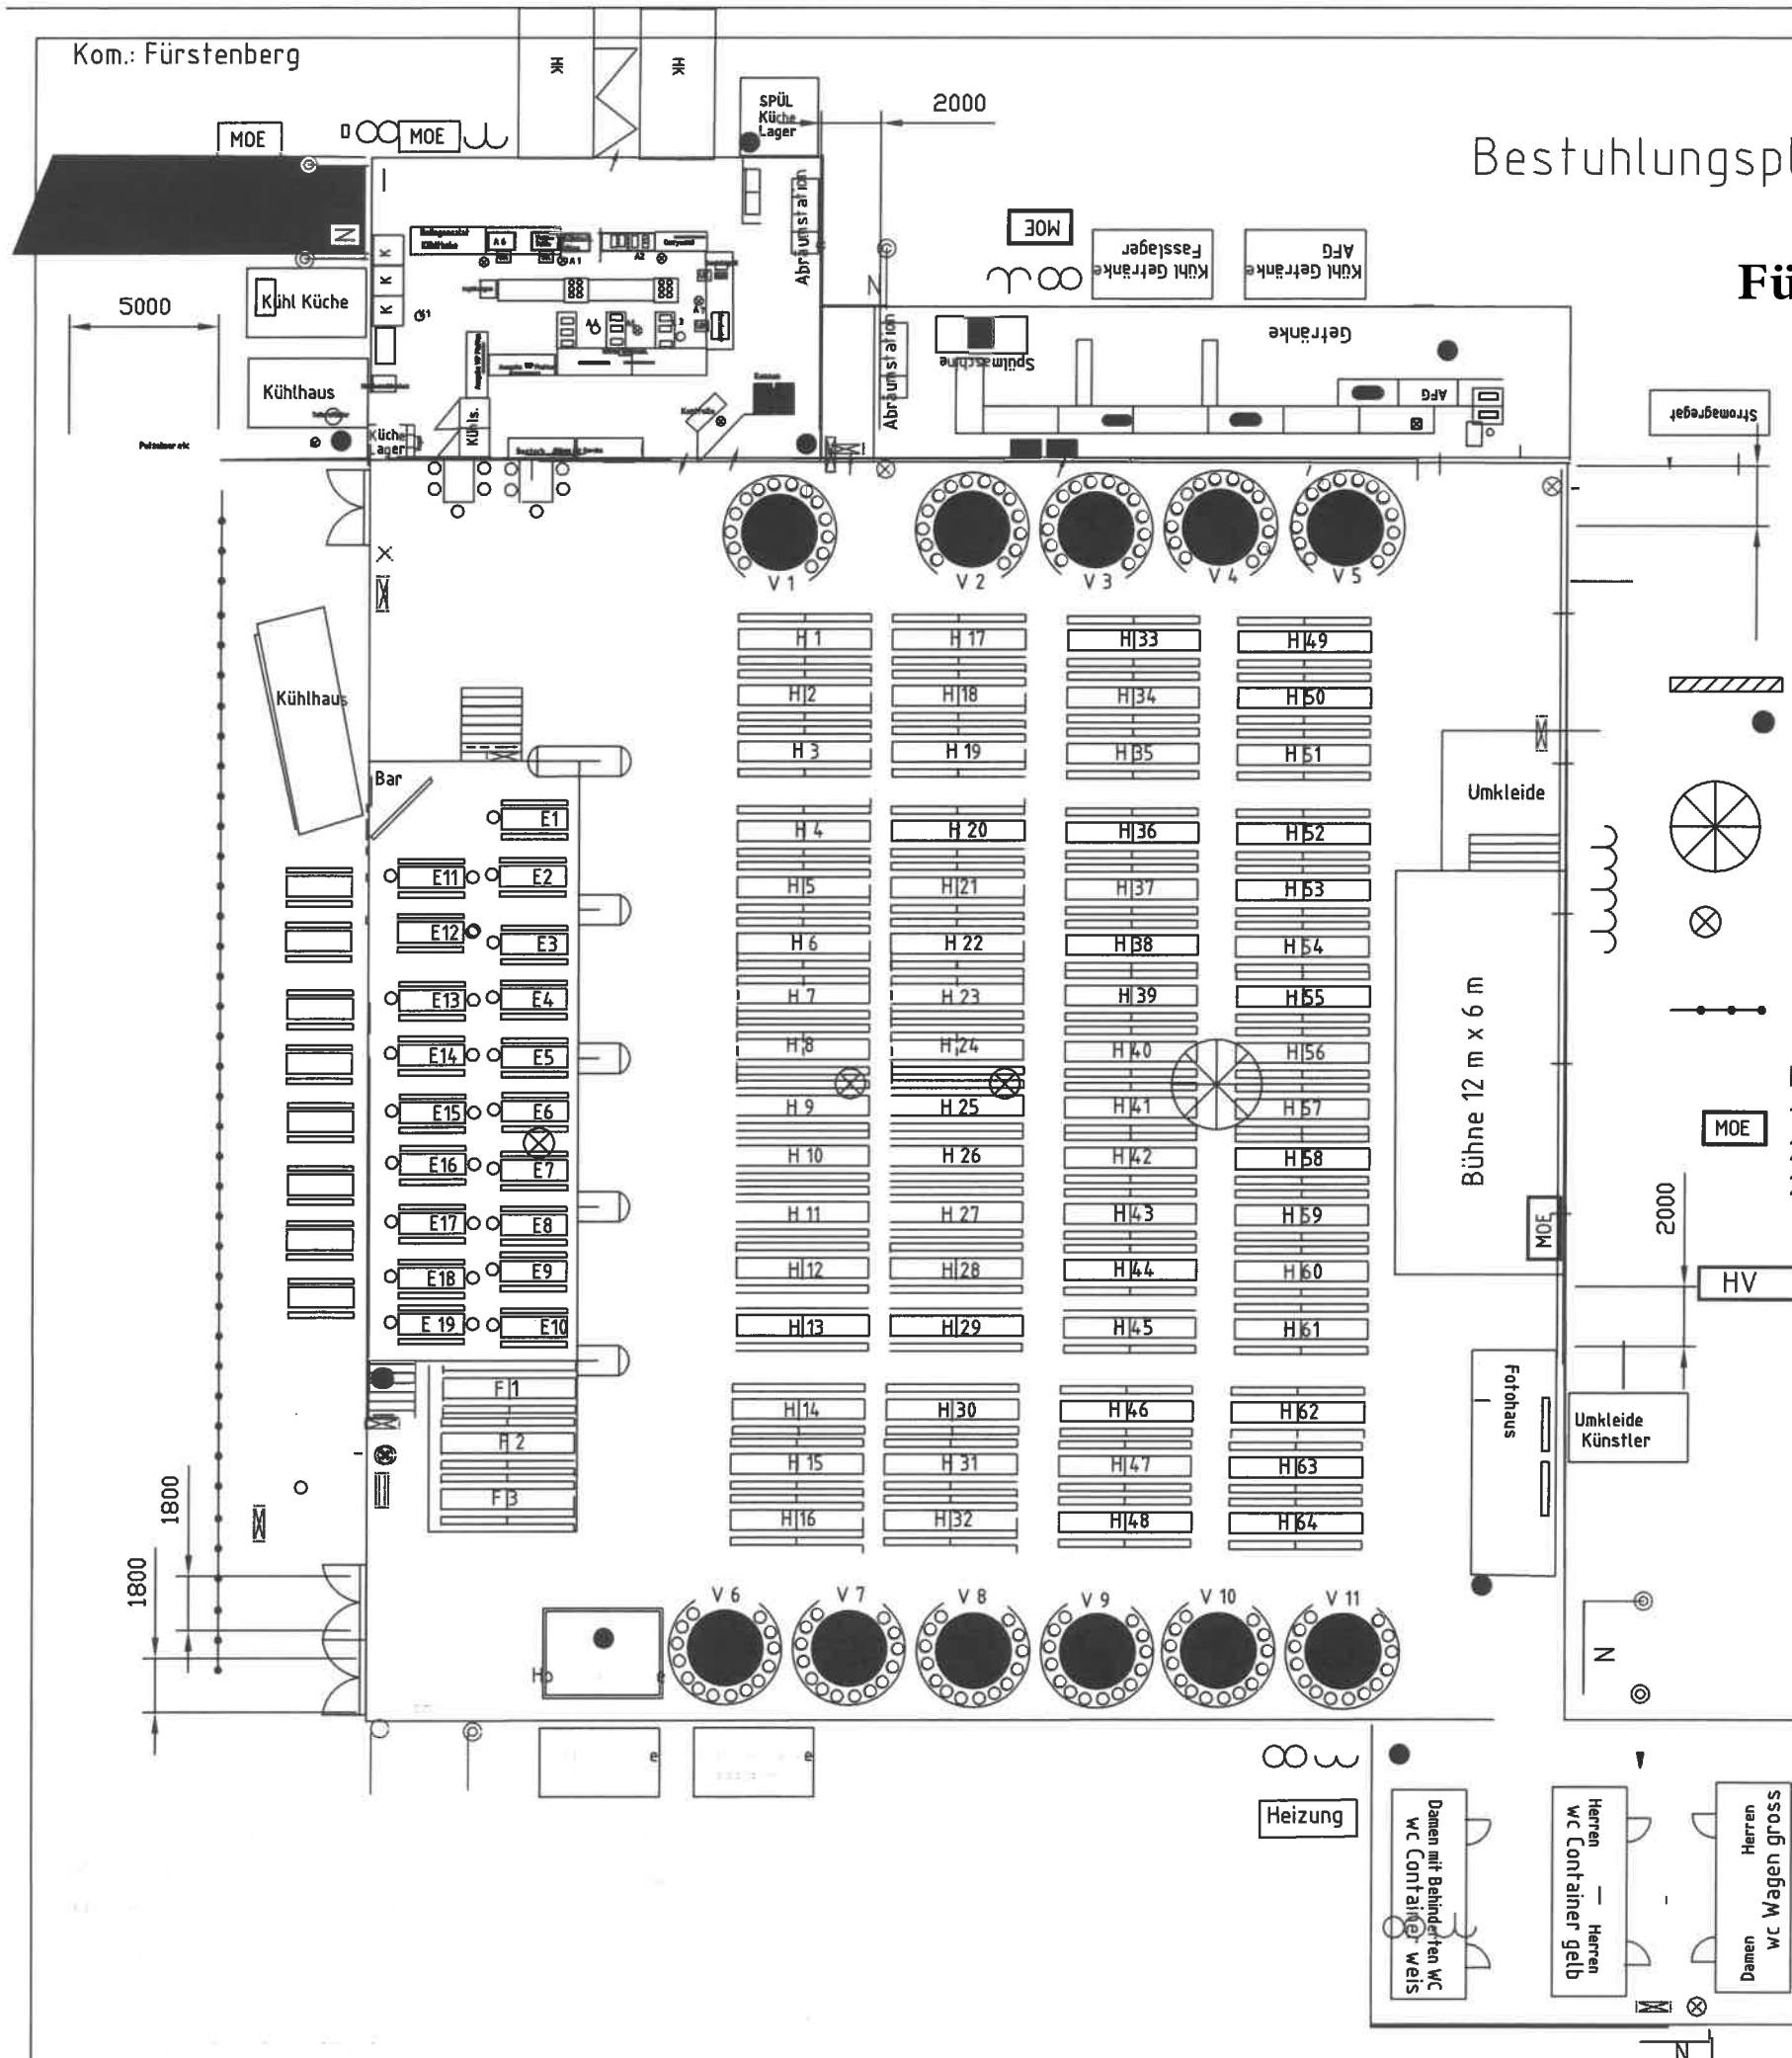 Kom.: Fürstenberg
HK
HK
SPÜL
Küche
Lager
2000
MOE
MOE
Bestuhlungspl
Fü
MOE
Kühl Getränke
Fasslager
Kühl Getränke
AFG
N
K
K
K
A 6
A1
A2
Abraumstation
N
5000
Kühl Küche
Kühlhaus
Küche
Lager
Kühls.
Abraumstation
Spülmaschine
Getränke
AFG
Stromagregat
V 1
V 2
V 3
V 4
V 5
H 1
H 17
H 33
H 49
H 2
H 18
H 34
H 50
H 3
H 19
H 35
H 51
Kühlhaus
Bar
Umkleide
H 4
H 20
H 36
H 52
H 5
H 21
H 37
H 53
H 6
H 22
H 38
H 54
H 7
H 23
H 39
H 55
H 8
H 24
H 40
H 56
H 9
H 25
H 41
H 57
H 10
H 26
H 42
H 58
H 11
H 27
H 43
H 59
H 12
H 28
H 44
H 60
H 13
H 29
H 45
H 61
E1
E11
E2
E12
E3
E13
E4
E14
E5
E15
E6
E16
E7
E17
E8
E18
E9
E 19
E10
Bühne 12 m x 6 m
MOE
MOE
2000
HV
F 1
F 2
F 3
H 14
H 30
H 46
H 62
H 15
H 31
H 47
H 63
H 16
H 32
H 48
H 64
Fotohaus
Umkleide
Künstler
1800
1800
V 6
V 7
V 8
V 9
V 10
V 11
N
Heizung
Damen mit Behinderten WC
WC Container weis
Herren — Herren
WC Container gelb
Damen Herren
WC Wagen gross
N